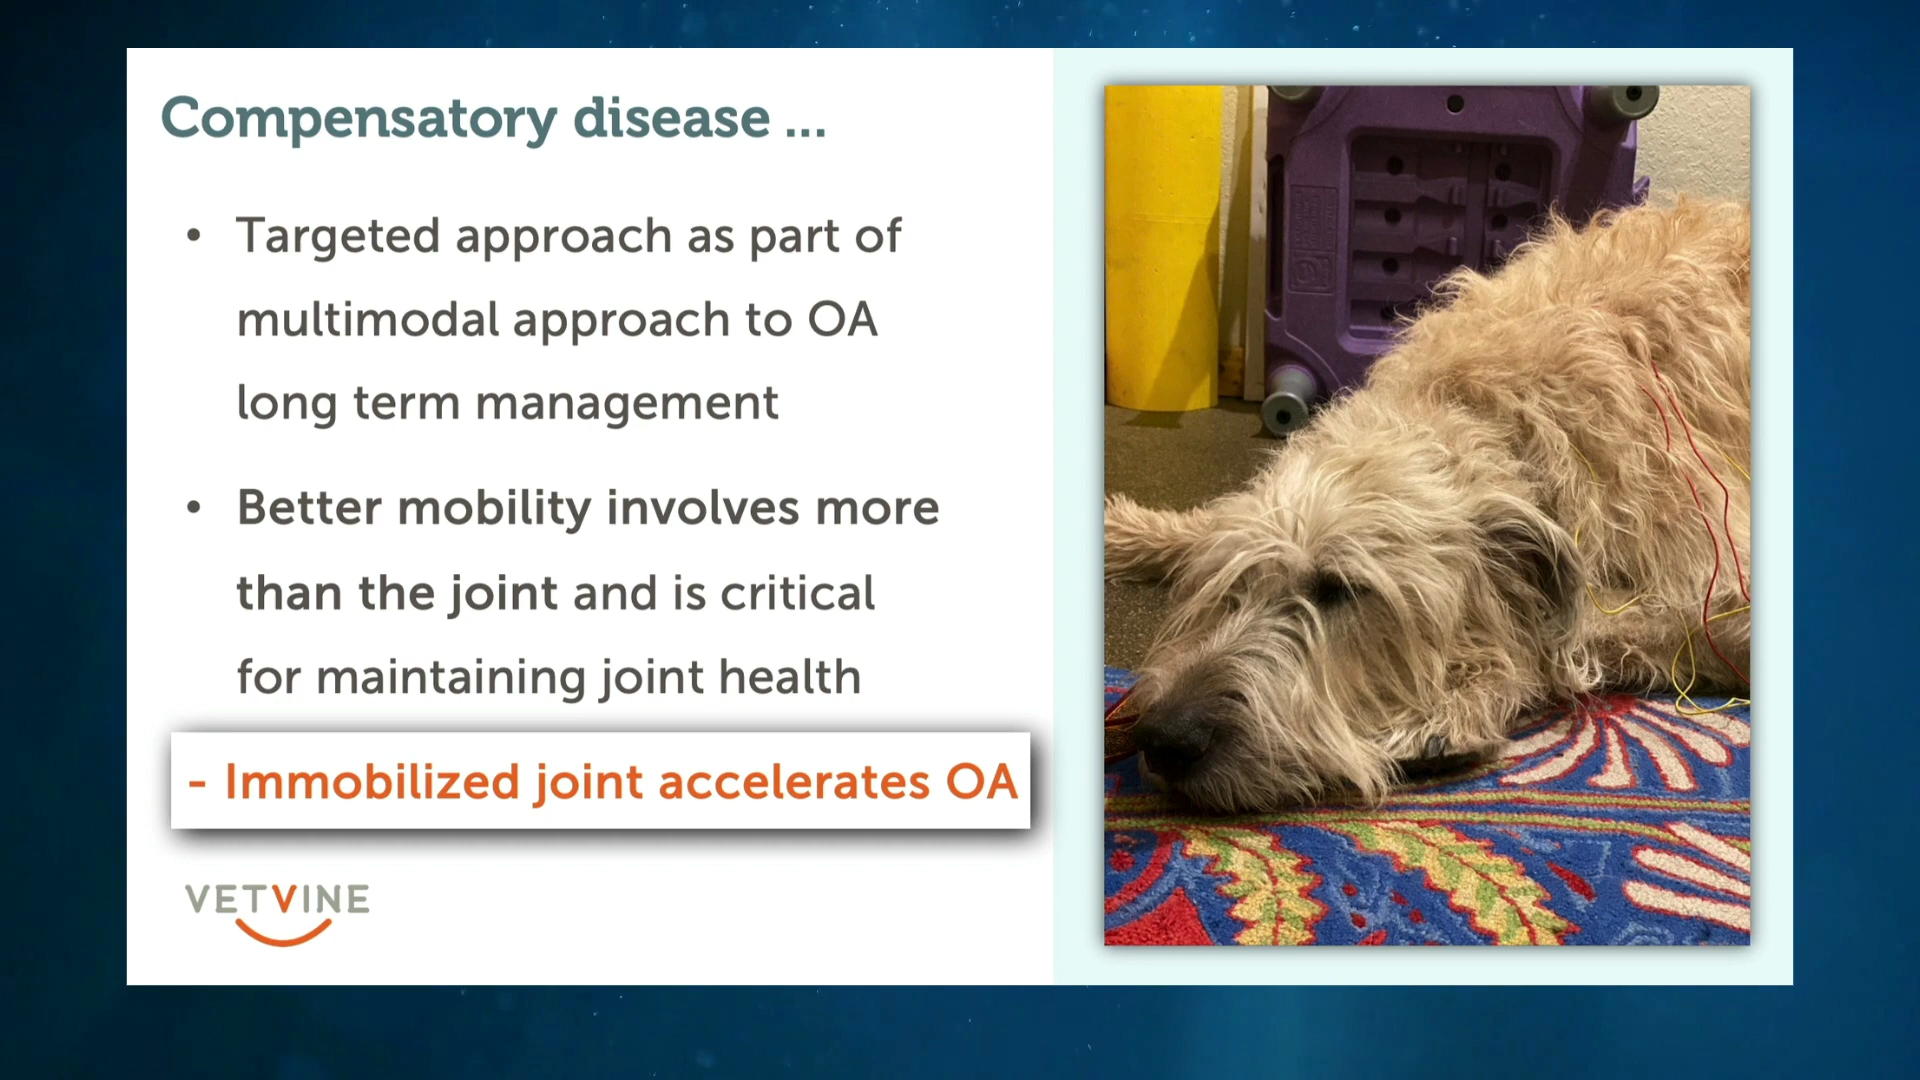 Compensatory disease ...
• Targeted approach as part of
multimodal approach to OA
long term management
• Better mobility involves more
than the joint and is critical
for maintaining joint health
- Immobilized joint accelerates OA
VETVINE